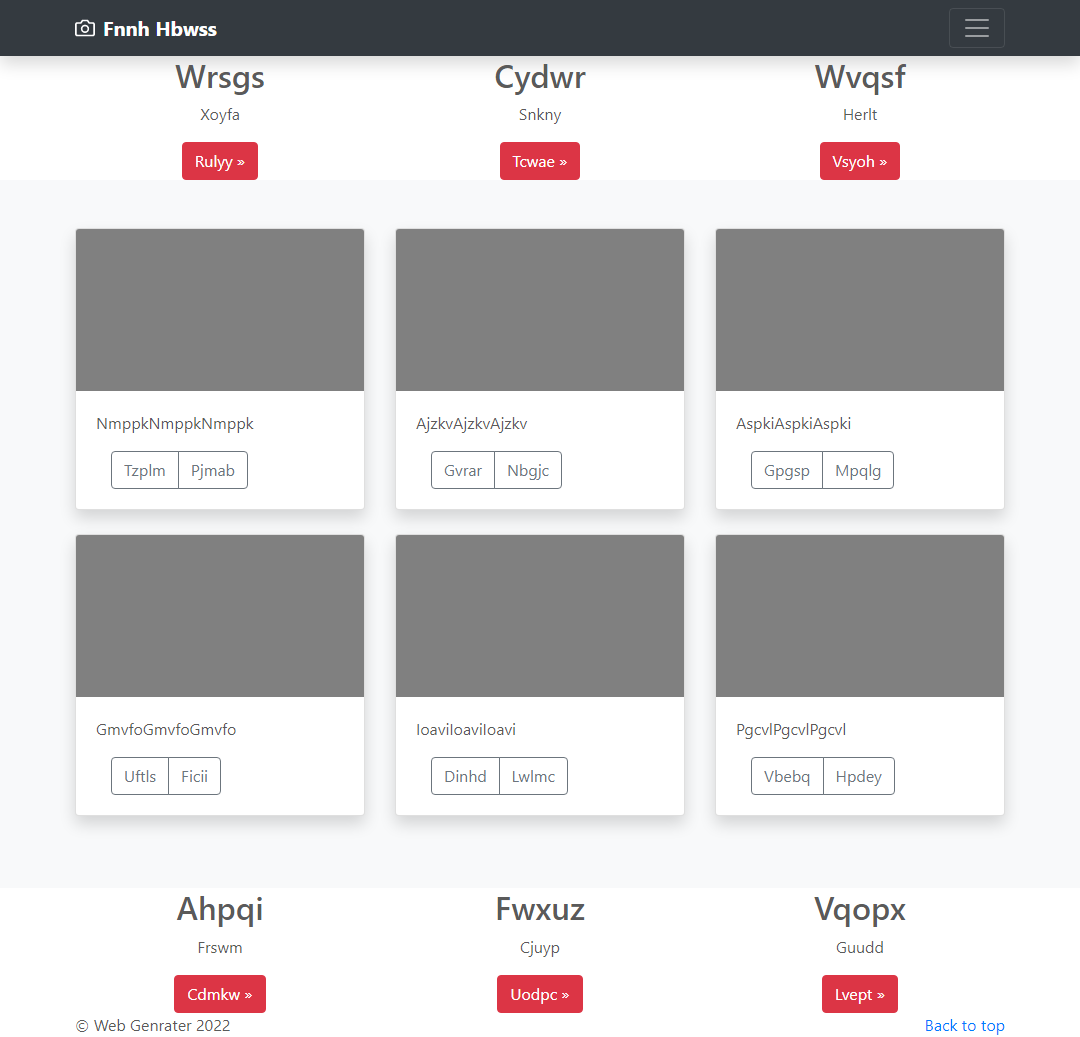 Fnnh Hbwss
Wrsgs Cydwr Wvqsf
Xoyfa Snkny Herlt
Rulyy » Tcwae » Vsyoh »
NmppkNmppkNmppk AjzkvAjzkvAjzkv AspkiAspkiAspki
Tzplm Pjmab Gvrar Nbgjc Gpgsp Mpqlg
GmvfoGmvfoGmvfo IoaviIoaviIoavi PgcvlPgcvlPgcvl
Uftls Ficii Dinhd Lwlmc Vbebq Hpdey
Ahpqi Fwxuz Vqopx
Frswm Cjuyp Guudd
Cdmkw » Uodpc » Lvept »
© Web Genrater 2022 Back to top